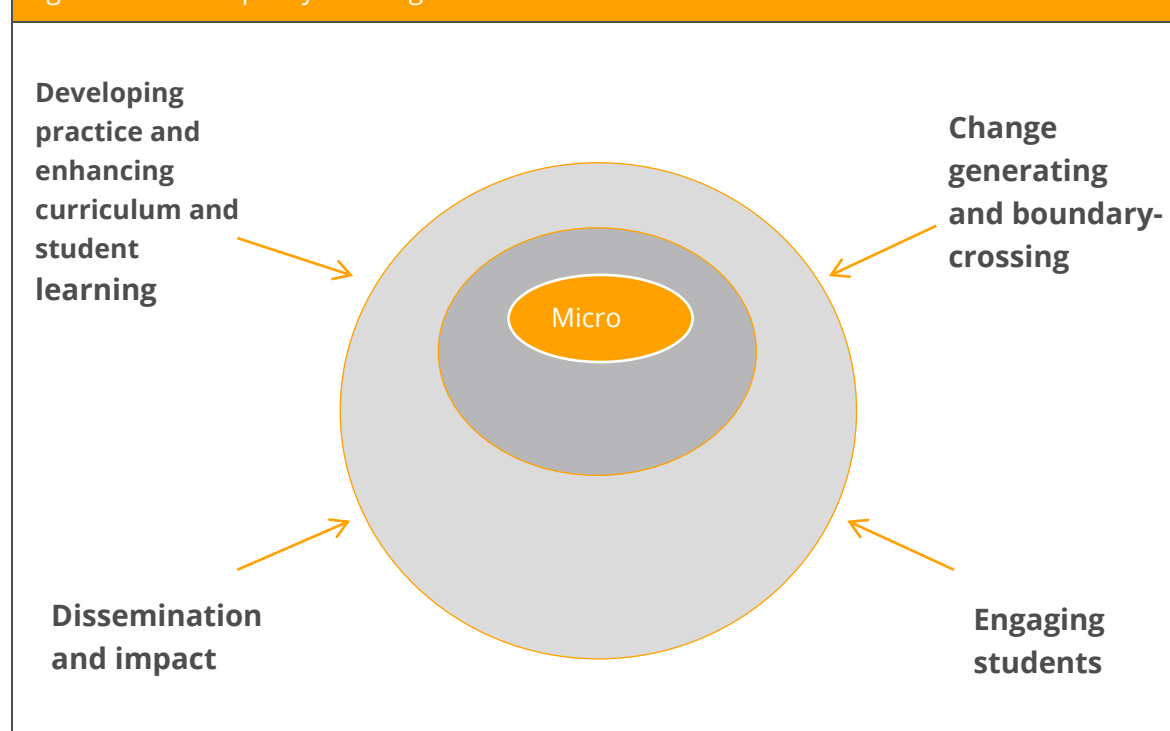 Developing
practice and
enhancing
curriculum and
student
learning
Change
generating
and boundary-
crossing
Micro
Dissemination
and impact
Engaging
students